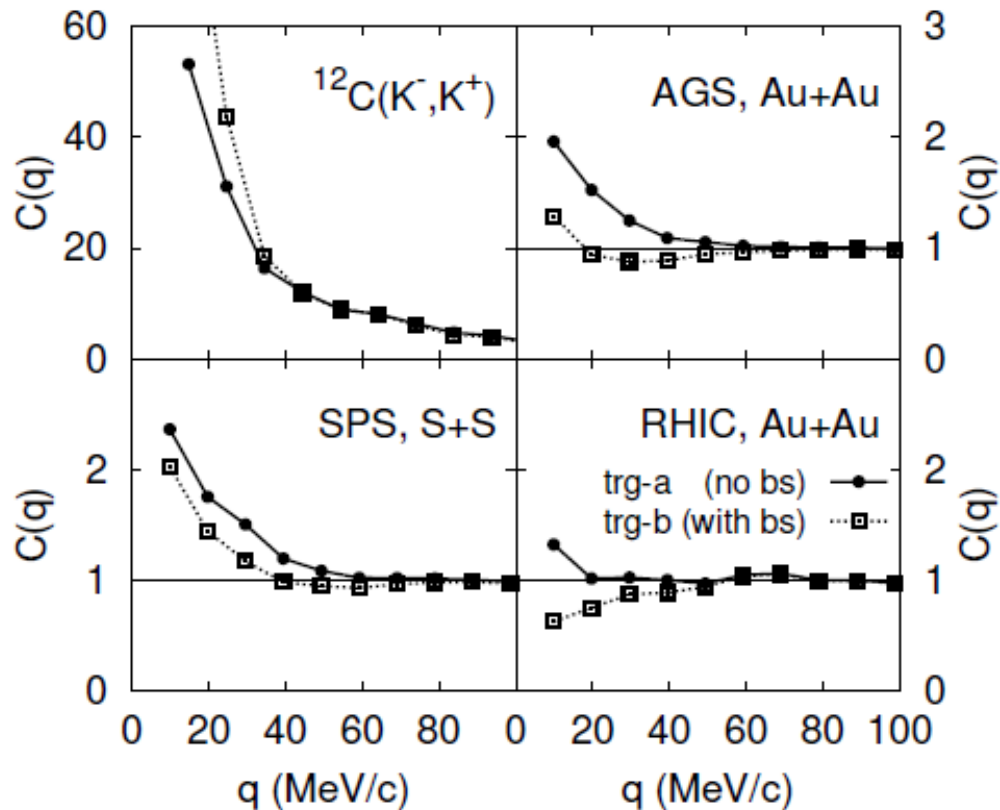 60
40
20
0
C(q)
¹²C(K⁻,K⁺)
AGS, Au+Au
3
2
1
0
C(q)
2
1
0
C(q)
SPS, S+S
RHIC, Au+Au
trg-a (no bs)
trg-b (with bs)
2
1
0
C(q)
0 20 40 60 80 0 20 40 60 80 100
q (MeV/c) q (MeV/c)